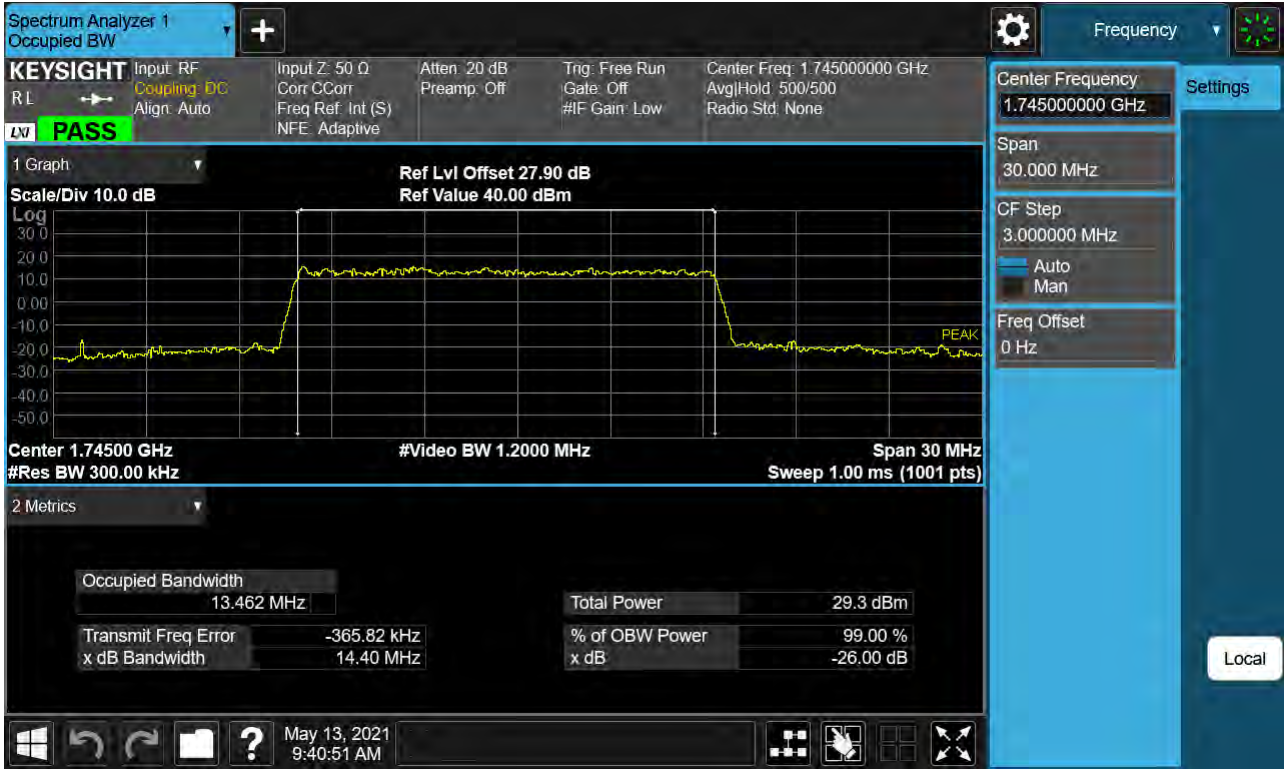 Spectrum Analyzer 1
Occupied BW
Frequency
KEYSIGHT
R L
LXI PASS
Input: RF
Coupling: DC
Align: Auto
Input Z: 50 Ω
Corr CCorr
Freq Ref: Int (S)
NFE: Adaptive
Atten: 20 dB
Preamp: Off
Trig: Free Run
Gate: Off
#IF Gain: Low
Center Freq: 1.745000000 GHz
Avg|Hold: 500/500
Radio Std: None
1 Graph
Scale/Div 10.0 dB
Ref Lvl Offset 27.90 dB
Ref Value 40.00 dBm
Log
30.0
20.0
10.0
0.00
-10.0
-20.0
-30.0
-40.0
-50.0
PEAK
Center 1.74500 GHz
#Video BW 1.2000 MHz
Span 30 MHz
#Res BW 300.00 kHz
Sweep 1.00 ms (1001 pts)
2 Metrics
Occupied Bandwidth
13.462 MHz
Total Power 29.3 dBm
Transmit Freq Error -365.82 kHz
% of OBW Power 99.00 %
x dB Bandwidth 14.40 MHz
x dB -26.00 dB
May 13, 2021
9:40:51 AM
Center Frequency
1.745000000 GHz
Settings
Span
30.000 MHz
CF Step
3.000000 MHz
Auto
Man
Freq Offset
0 Hz
Local